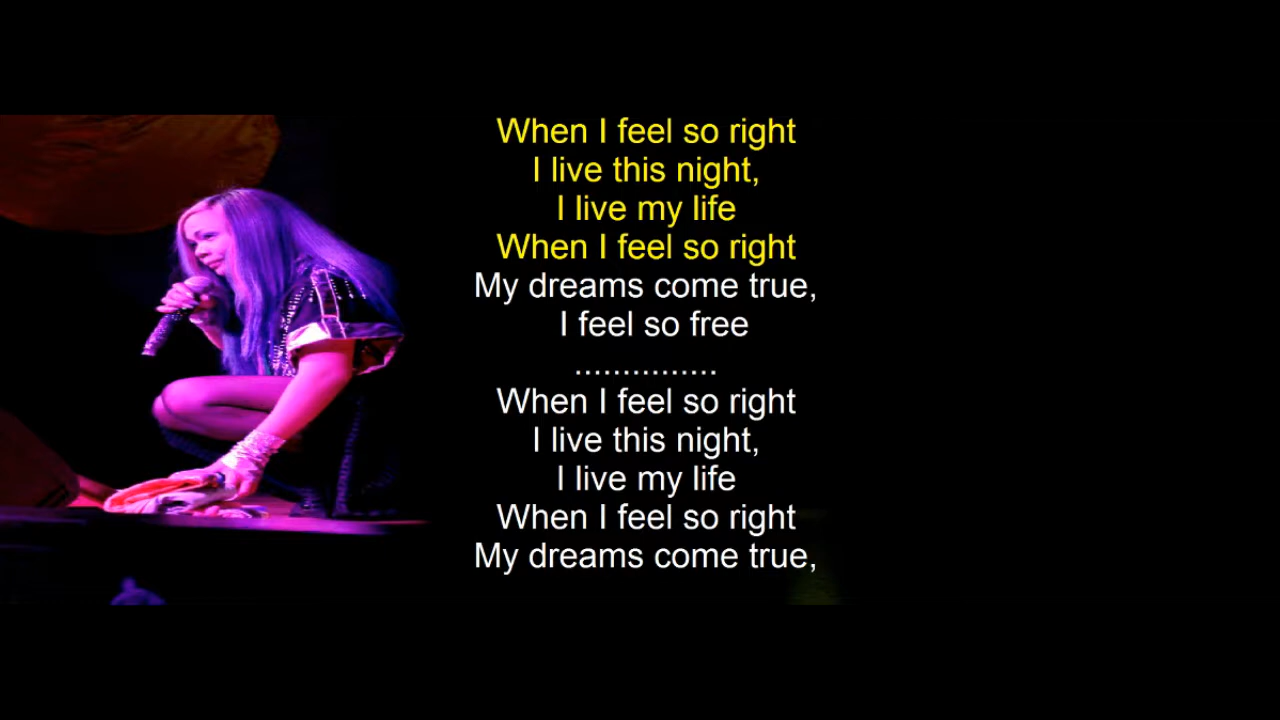 When I feel so right
I live this night,
I live my life
When I feel so right
My dreams come true,
I feel so free
...............
When I feel so right
I live this night,
I live my life
When I feel so right
My dreams come true,